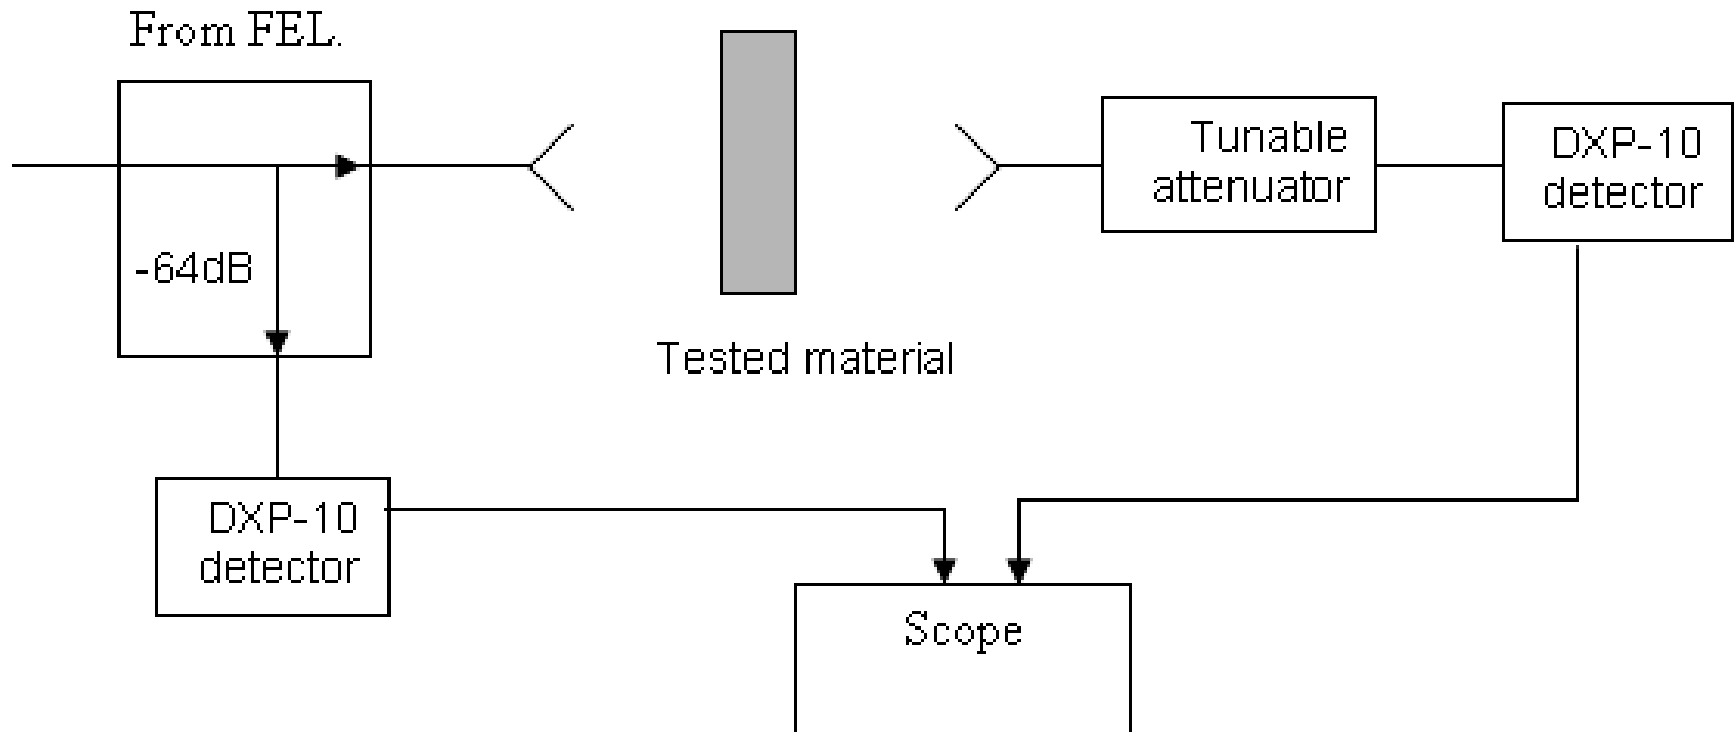 From FEL.
Tunable
attenuator
DXP-10
detector
-64dB
Tested material
DXP-10
detector
Scope